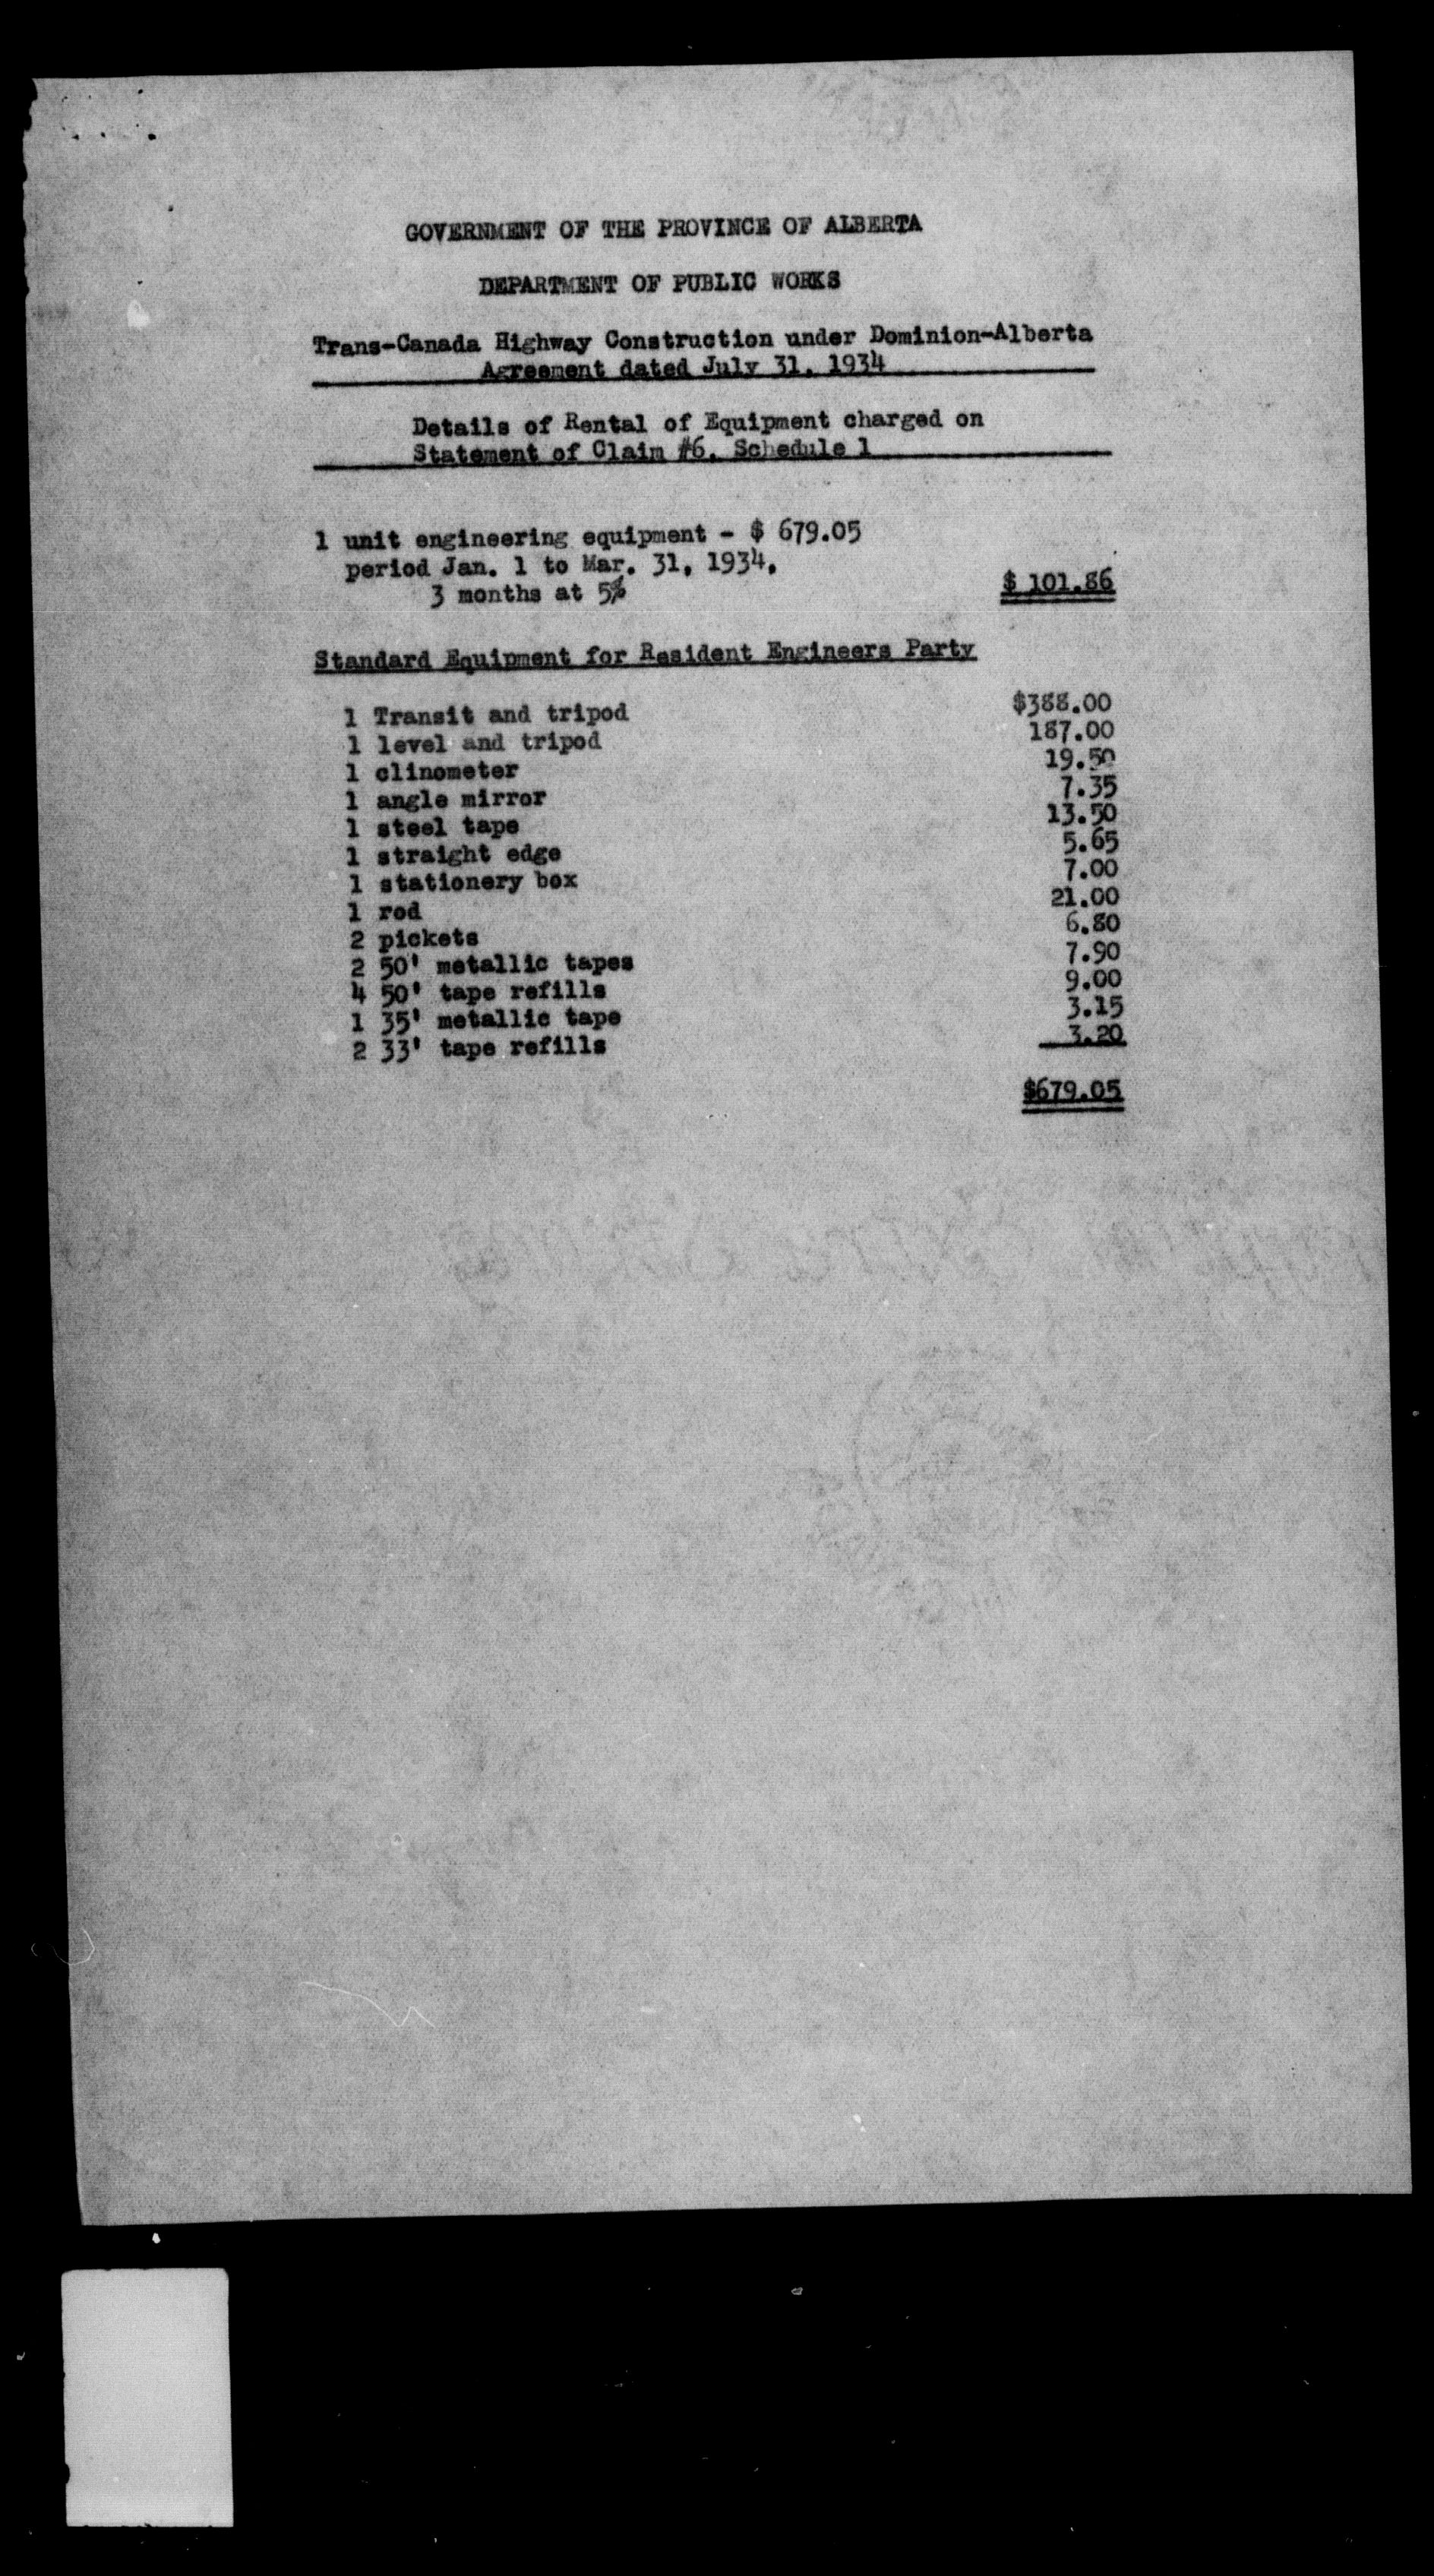 GOVERNMENT OF THE PROVINCE OF ALBERTA
DEPARTMENT OF PUBLIC WORKS
Trans-Canada Highway Construction under Dominion-Alberta
Agreement dated July 31, 1934
Details of Rental of Equipment charged on
Statement of Claim #6, Schedule 1
1 unit engineering equipment - $ 679.05
period Jan. 1 to Mar. 31, 1934,
3 months at 5% $ 101.86
Standard Equipment for Resident Engineers Party
1 Transit and tripod $388.00
1 level and tripod 187.00
1 clinometer 19.50
1 angle mirror 7.35
1 steel tape 13.50
1 straight edge 5.65
1 stationery box 7.00
1 rod 21.00
2 pickets 6.80
2 50' metallic tapes 7.90
4 50' tape refills 9.00
1 35' metallic tape 3.15
2 33' tape refills 3.20
$679.05